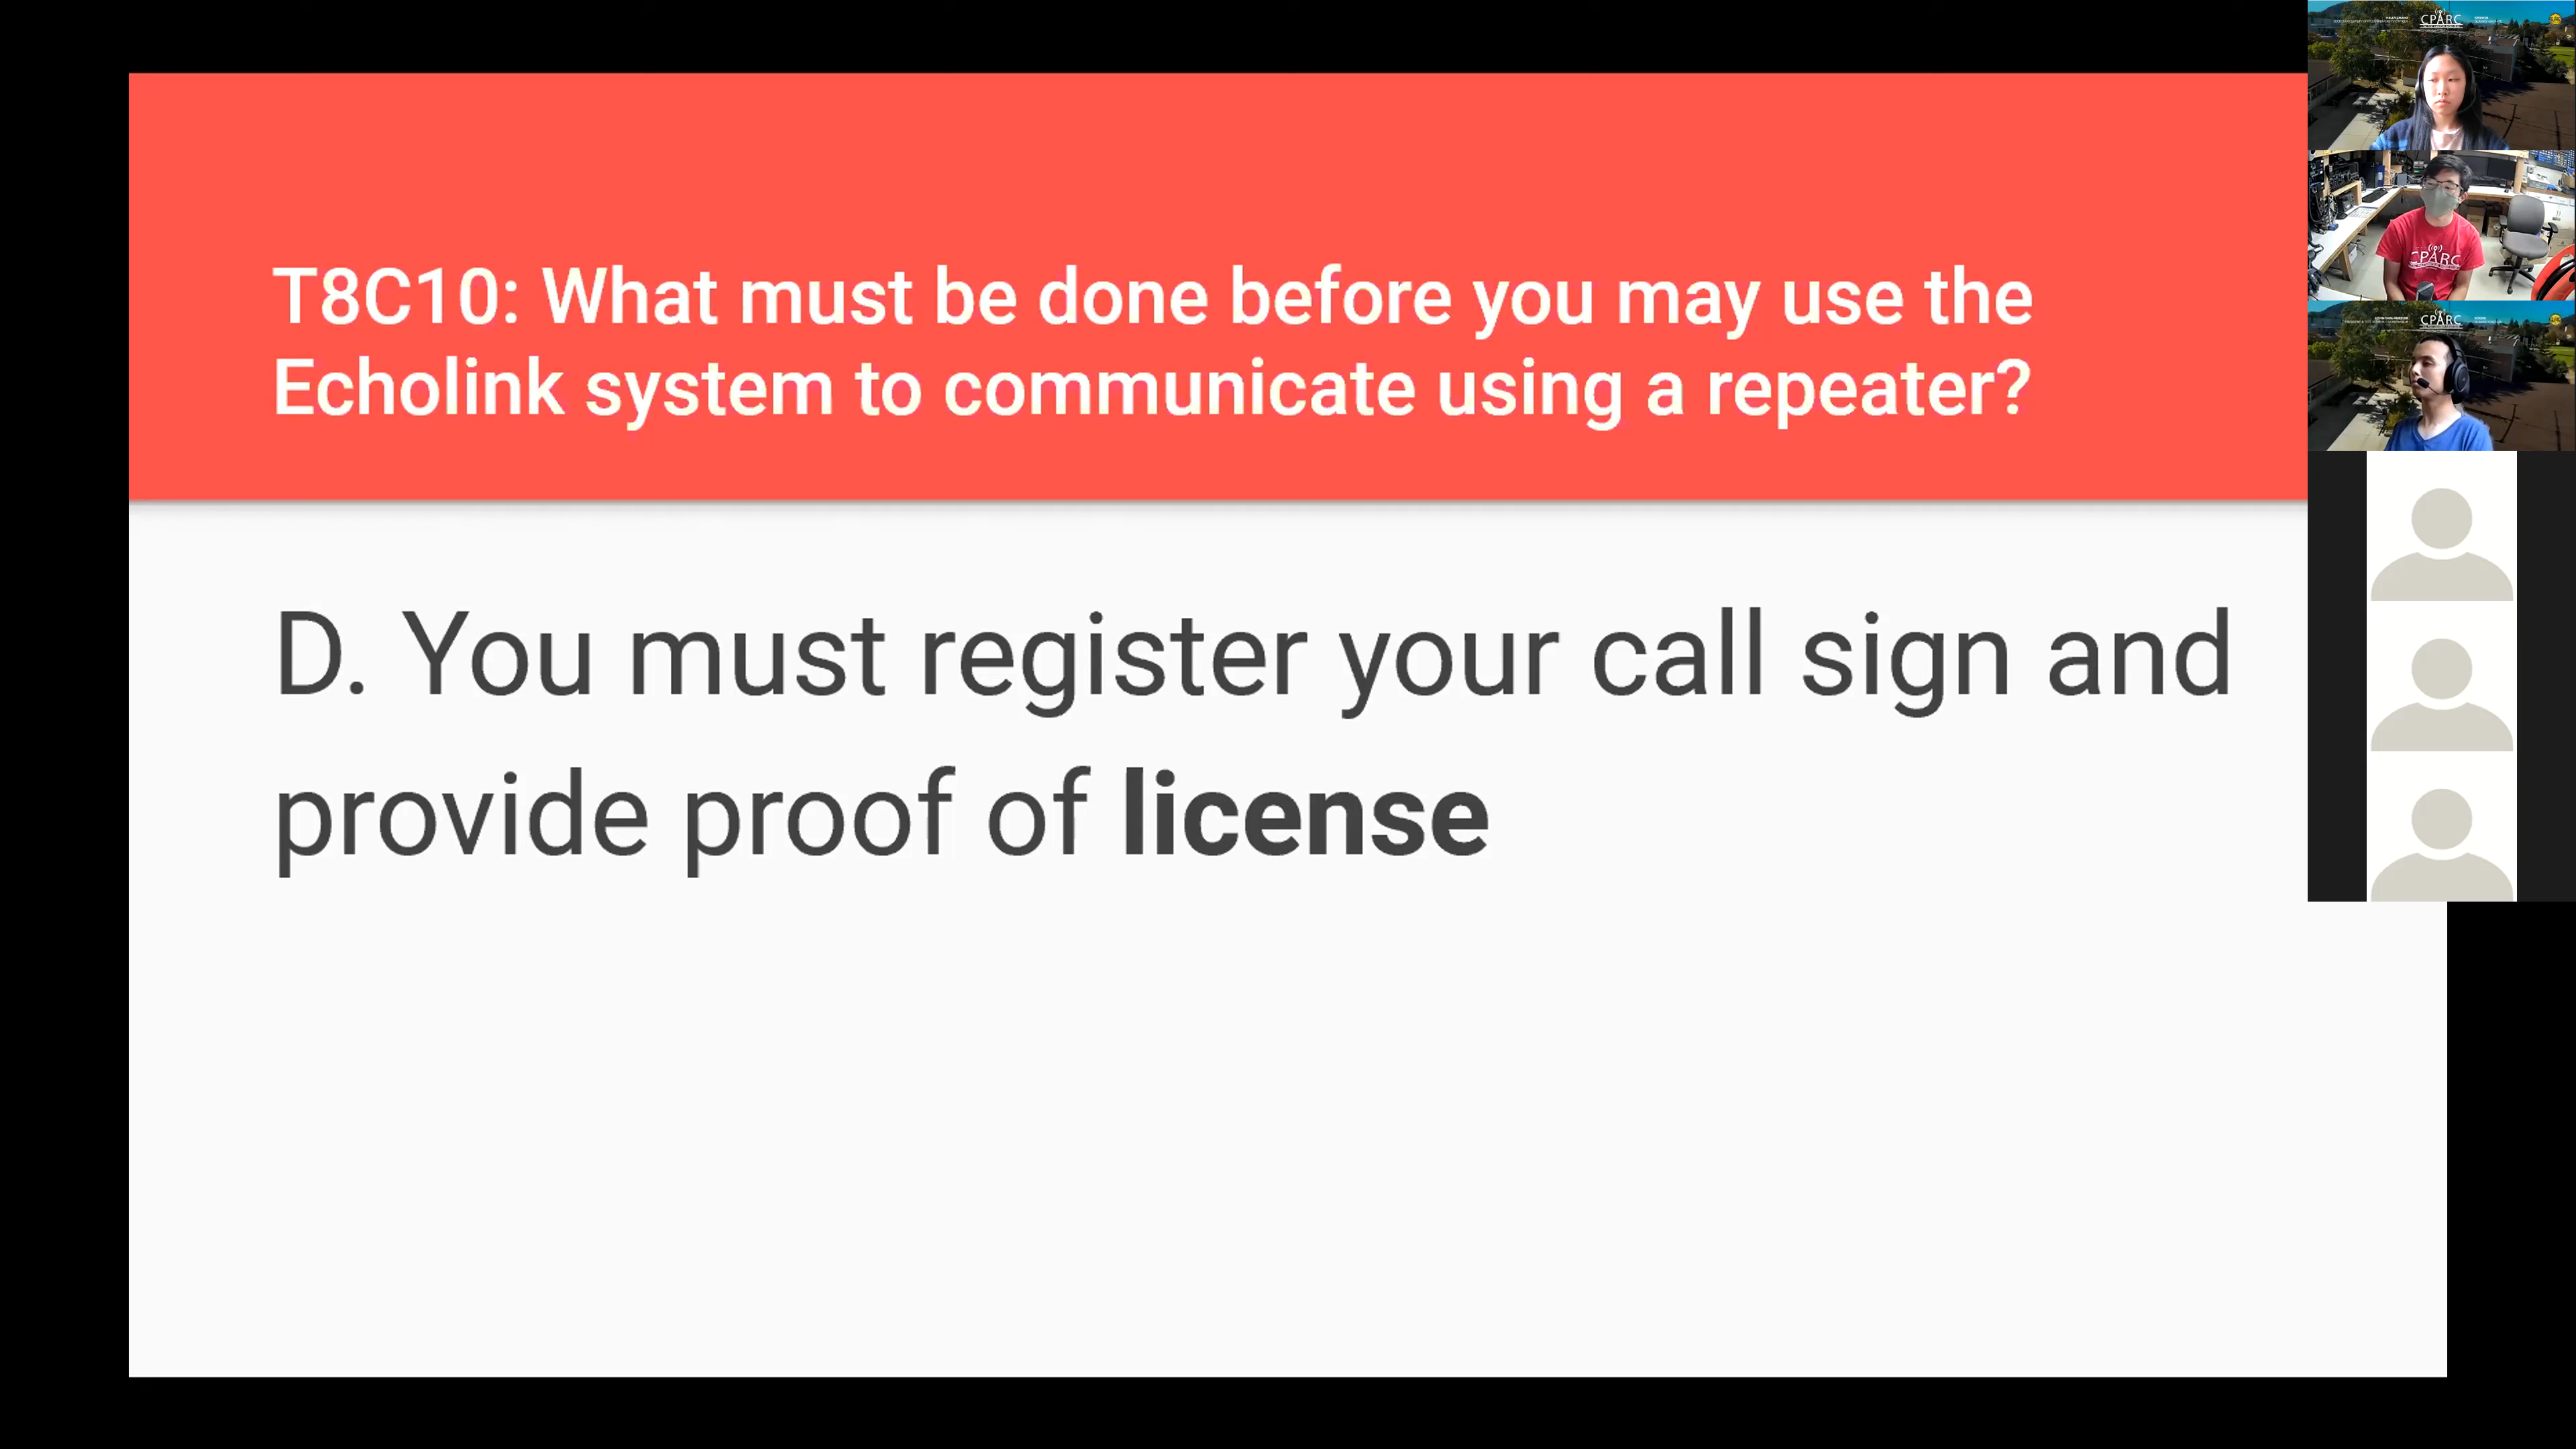 T8C10: What must be done before you may use the
Echolink system to communicate using a repeater?
D. You must register your call sign and
provide proof of license
CPARC
CPARC
CPARC